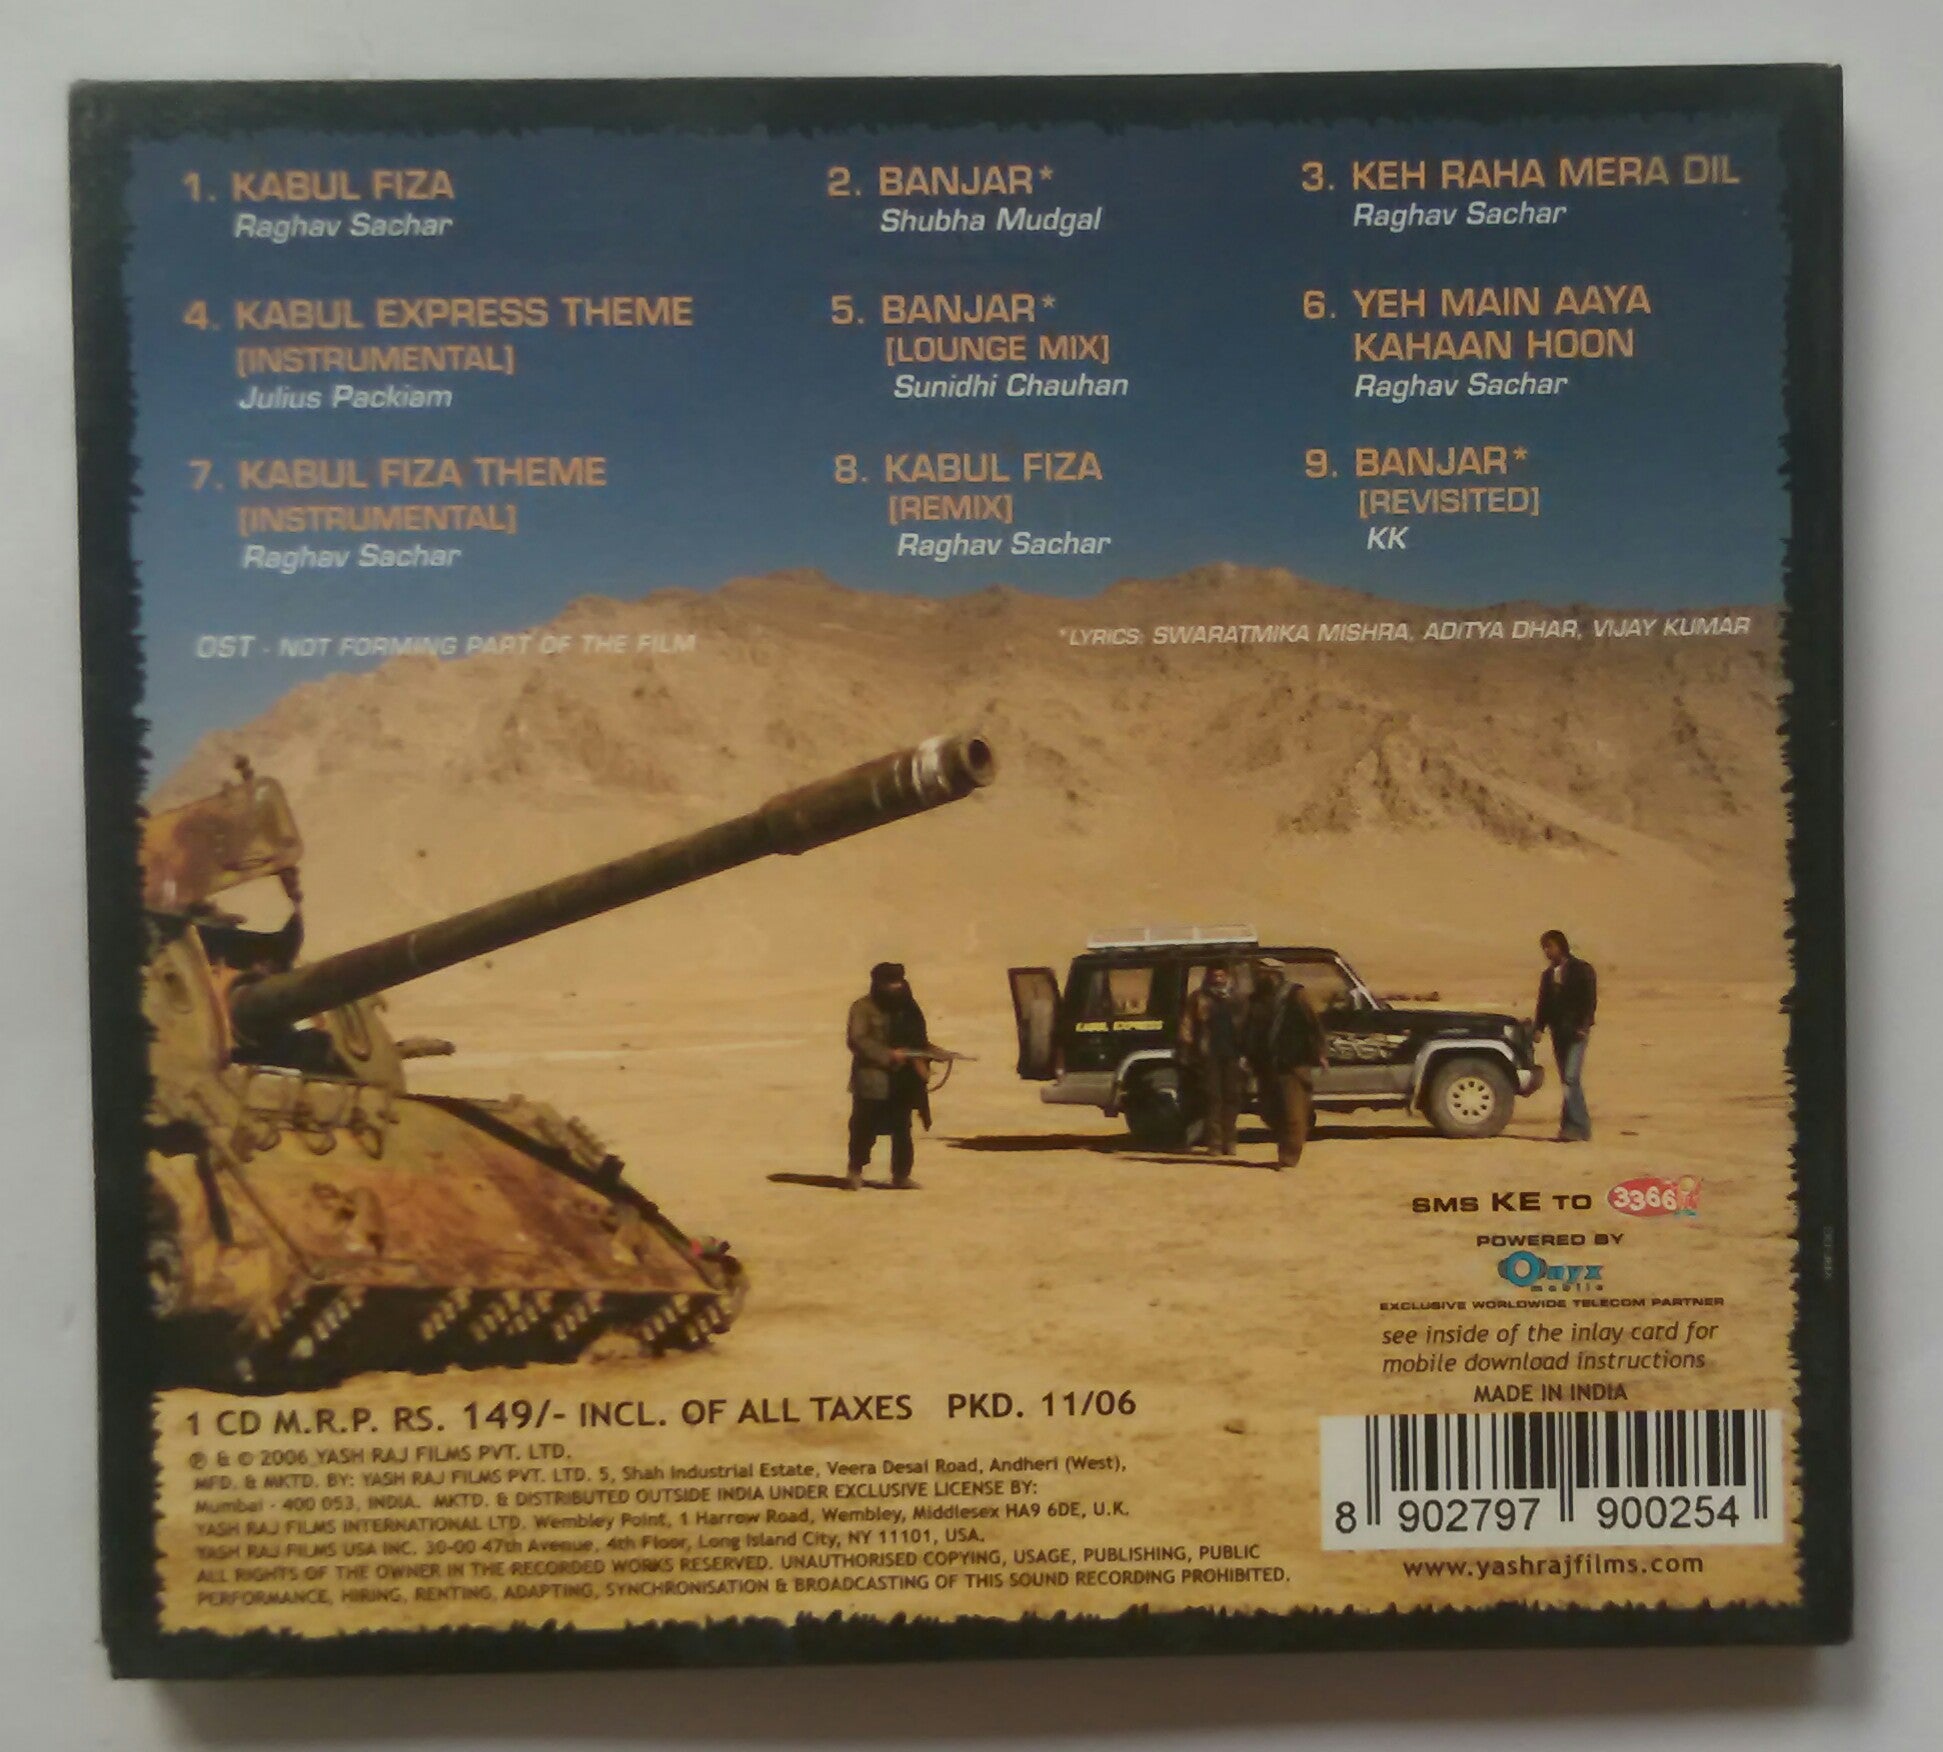 1. KABUL FIZA
Raghav Sachar
2. BANJAR*
Shubha Mudgal
3. KEH RAHA MERA DIL
Raghav Sachar
4. KABUL EXPRESS THEME
[INSTRUMENTAL]
Julius Packiam
5. BANJAR*
[LOUNGE MIX]
Sunidhi Chauhan
6. YEH MAIN AAYA
KAHAAN HOON
Raghav Sachar
7. KABUL FIZA THEME
[INSTRUMENTAL]
Raghav Sachar
8. KABUL FIZA
[REMIX]
Raghav Sachar
9. BANJAR*
[REVISITED]
KK
OST - NOT FORMING PART OF THE FILM
*LYRICS: SWARATMIKA MISHRA, ADITYA DHAR, VIJAY KUMAR
KABUL EXPRESS
SMS KE TO 3366
POWERED BY
Onyx
mobile
EXCLUSIVE WORLDWIDE TELECOM PARTNER
see inside of the inlay card for
mobile download instructions
MADE IN INDIA
1 CD M.R.P. RS. 149/- INCL. OF ALL TAXES PKD. 11/06
℗ & © 2006 YASH RAJ FILMS PVT. LTD.
MFD. & MKTD. BY: YASH RAJ FILMS PVT. LTD. 5, Shah Industrial Estate, Veera Desai Road, Andheri (West),
Mumbai - 400 053, INDIA. MKTD. & DISTRIBUTED OUTSIDE INDIA UNDER EXCLUSIVE LICENSE BY:
YASH RAJ FILMS INTERNATIONAL LTD. Wembley Point, 1 Harrow Road, Wembley, Middlesex HA9 6DE, U.K.
YASH RAJ FILMS USA INC. 30-00 47th Avenue, 4th Floor, Long Island City, NY 11101, USA.
ALL RIGHTS OF THE OWNER IN THE RECORDED WORKS RESERVED. UNAUTHORISED COPYING, USAGE, PUBLISHING, PUBLIC
PERFORMANCE, HIRING, RENTING, ADAPTING, SYNCHRONISATION & BROADCASTING OF THIS SOUND RECORDING PROHIBITED.
8 902797 900254
www.yashrajfilms.com